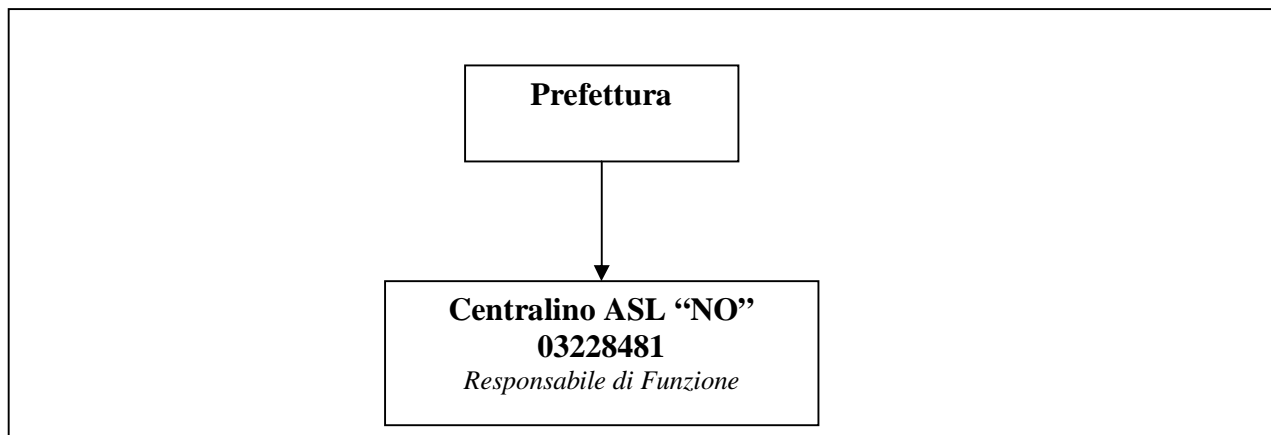 Prefettura
Centralino ASL “NO”
03228481
Responsabile di Funzione